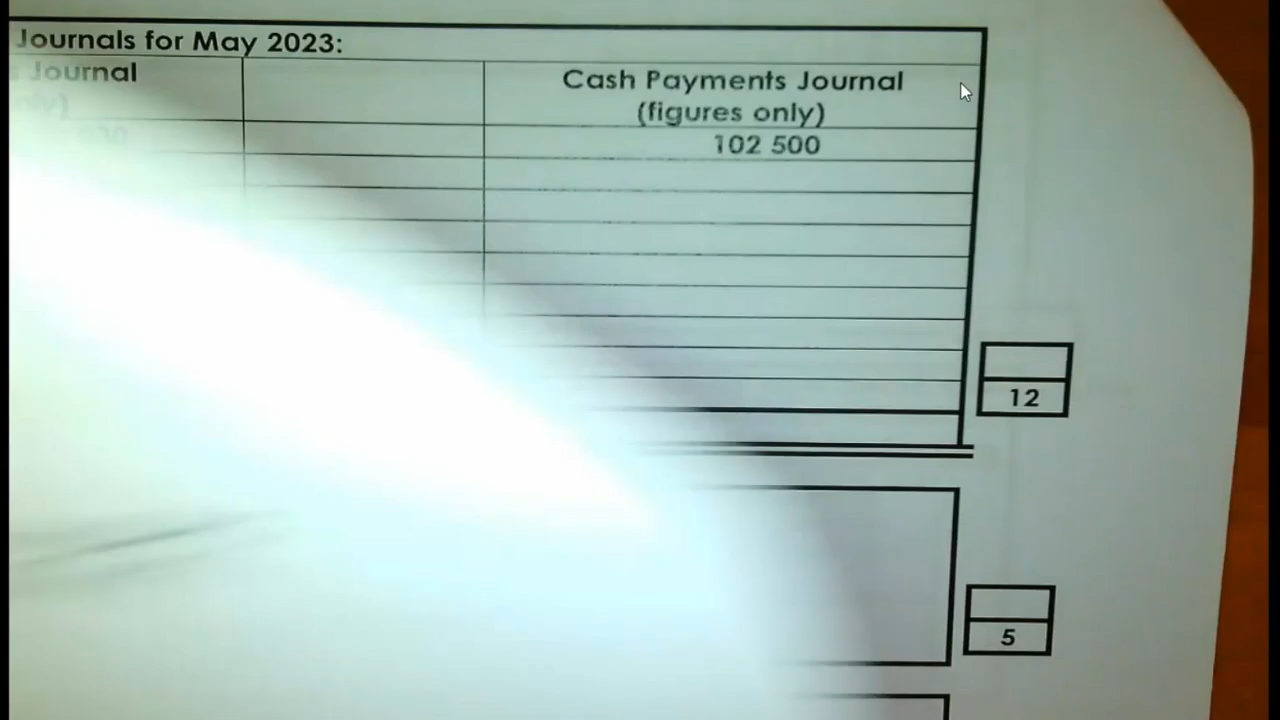 Journals for May 2023:
Journal
Cash Payments Journal
(figures only)
102 500
12
5